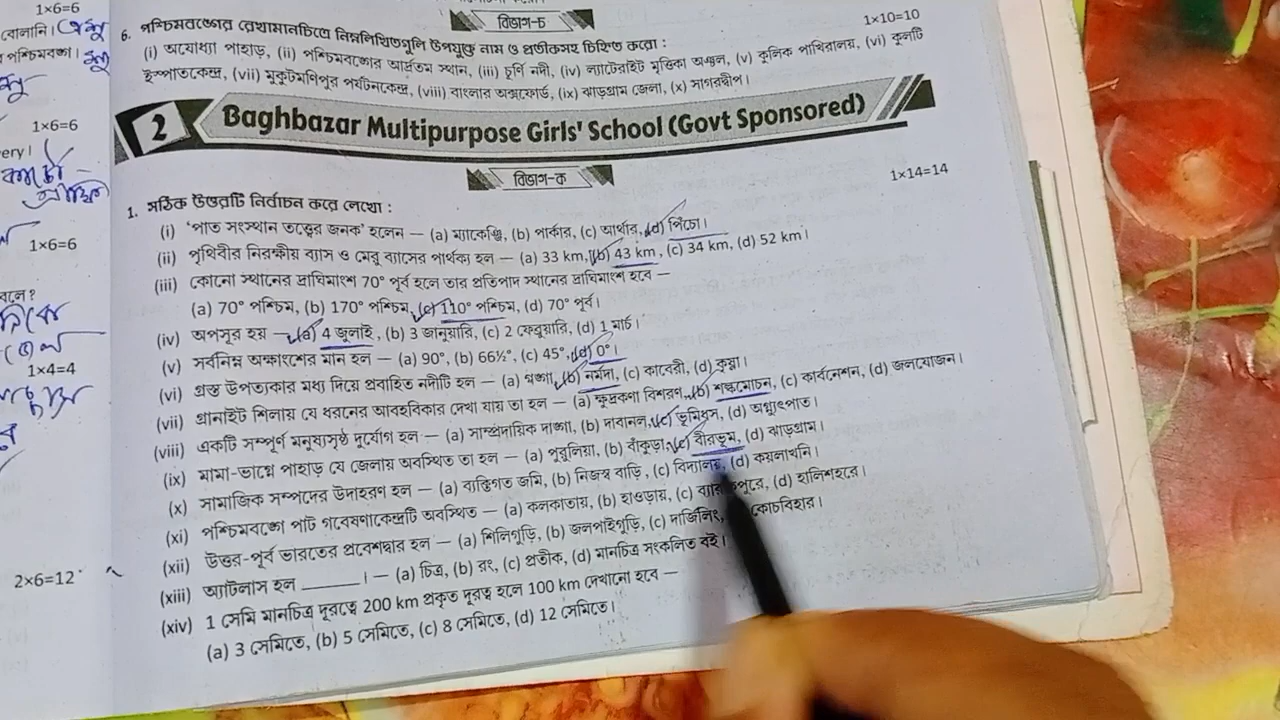 1×6=6
বোলানি।
পশ্চিমবঙ্গ।
1×6=6
ery।
1×6=6
বলে?
1×4=4
2×6=12
বিভাগ-চ
6. পশ্চিমবঙ্গের রেখামানচিত্রে নিম্নলিখিতগুলি উপযুক্ত নাম ও প্রতীকসহ চিহ্নিত করো : 1×10=10
(i) অযোধ্যা পাহাড়, (ii) পশ্চিমবঙ্গের আর্দ্রতম স্থান, (iii) চূর্ণি নদী, (iv) ল্যাটেরাইট মৃত্তিকা অঞ্চল, (v) কুলিক পাখিরালয়, (vi) কুলটি
ইস্পাতকেন্দ্র, (vii) মুকুটমণিপুর পর্যটনকেন্দ্র, (viii) বাংলার অক্সফোর্ড, (ix) ঝাড়গ্রাম জেলা, (x) সাগরদ্বীপ।
2 Baghbazar Multipurpose Girls' School (Govt Sponsored)
বিভাগ-ক
1. সঠিক উত্তরটি নির্বাচন করে লেখো : 1×14=14
(i) 'পাত সংস্থান তত্ত্বের জনক' হলেন — (a) ম্যাকেঞ্জি, (b) পার্কার, (c) আর্থার, (d) পিঁচো।
(ii) পৃথিবীর নিরক্ষীয় ব্যাস ও মেরু ব্যাসের পার্থক্য হল — (a) 33 km, (b) 43 km, (c) 34 km, (d) 52 km।
(iii) কোনো স্থানের দ্রাঘিমাংশ 70° পূর্ব হলে তার প্রতিপাদ স্থানের দ্রাঘিমাংশ হবে —
(a) 70° পশ্চিম, (b) 170° পশ্চিম, (c) 110° পশ্চিম, (d) 70° পূর্ব।
(iv) অপসূর হয় — (a) 4 জুলাই, (b) 3 জানুয়ারি, (c) 2 ফেব্রুয়ারি, (d) 1 মার্চ।
(v) সর্বনিম্ন অক্ষাংশের মান হল — (a) 90°, (b) 66½°, (c) 45°, (d) 0°।
(vi) গ্রস্ত উপত্যকার মধ্য দিয়ে প্রবাহিত নদীটি হল — (a) গঙ্গা, (b) নর্মদা, (c) কাবেরী, (d) কৃষ্ণা।
(vii) গ্রানাইট শিলায় যে ধরনের আবহবিকার দেখা যায় তা হল — (a) ক্ষুদ্রকণা বিশরণ, (b) শল্কমোচন, (c) কার্বনেশন, (d) জলযোজন।
(viii) একটি সম্পূর্ণ মনুষ্যসৃষ্ট দুর্যোগ হল — (a) সাম্প্রদায়িক দাঙ্গা, (b) দাবানল, (c) ভূমিধস, (d) অগ্ন্যুৎপাত।
(ix) মামা-ভাগ্নে পাহাড় যে জেলায় অবস্থিত তা হল — (a) পুরুলিয়া, (b) বাঁকুড়া, (c) বীরভূম, (d) ঝাড়গ্রাম।
(x) সামাজিক সম্পদের উদাহরণ হল — (a) ব্যক্তিগত জমি, (b) নিজস্ব বাড়ি, (c) বিদ্যালয়, (d) কয়লাখনি।
(xi) পশ্চিমবঙ্গে পাট গবেষণাকেন্দ্রটি অবস্থিত — (a) কলকাতায়, (b) হাওড়ায়, (c) পুরে, (d) হালিশহরে।
(xii) উত্তর-পূর্ব ভারতের প্রবেশদ্বার হল — (a) শিলিগুড়ি, (b) জলপাইগুড়ি, (c) দার্জিলিং, কোচবিহার।
(xiii) অ্যাটলাস হল ______। — (a) চিত্র, (b) রং, (c) প্রতীক, (d) মানচিত্র সংকলিত বই।
(xiv) 1 সেমি মানচিত্র দূরত্বে 200 km প্রকৃত দূরত্ব হলে 100 km দেখানো হবে —
(a) 3 সেমিতে, (b) 5 সেমিতে, (c) 8 সেমিতে, (d) 12 সেমিতে।